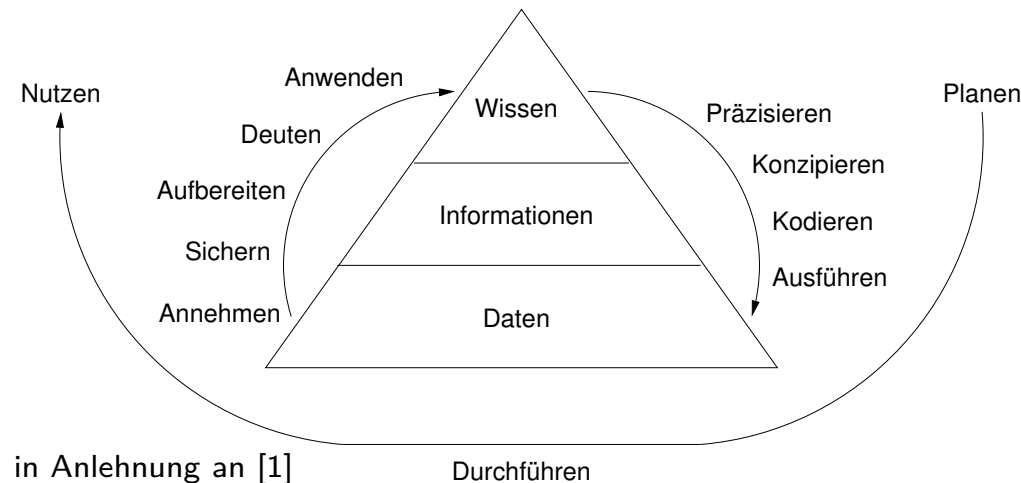 Anwenden
Nutzen
Planen
Wissen
Präzisieren
Deuten
Konzipieren
Aufbereiten
Informationen
Kodieren
Sichern
Ausführen
Annehmen
Daten
in Anlehnung an [1]
Durchführen